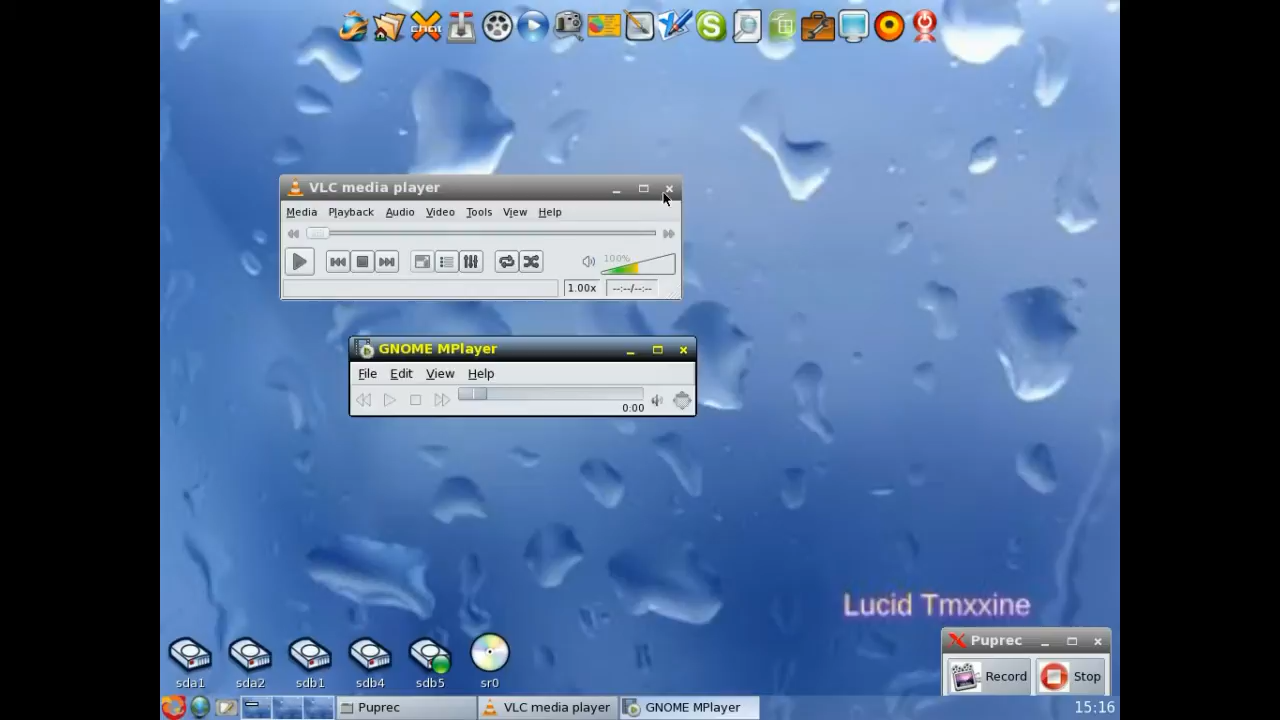 chat
VLC media player
Media Playback Audio Video Tools View Help
100%
1.00x --:--/--:--
GNOME MPlayer
File Edit View Help
0:00
Lucid Tmxxine
Puprec
Record Stop
sda1 sda2 sdb1 sdb4 sdb5 sr0
Puprec VLC media player GNOME MPlayer 15:16